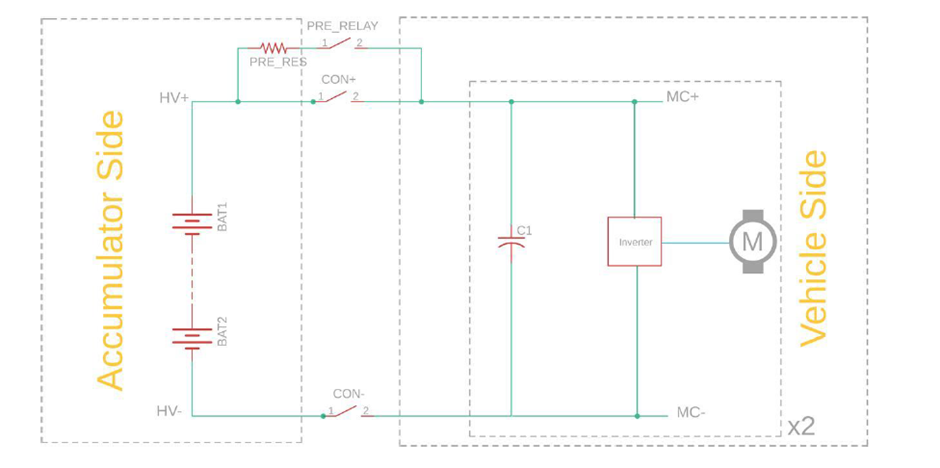 PRE_RELAY
1 2
PRE_RES
CON+
HV+
1 2
MC+
Accumulator Side
BAT1
C1
Inverter
M
Vehicle Side
BAT2
CON-
HV-
1 2
MC-
x2